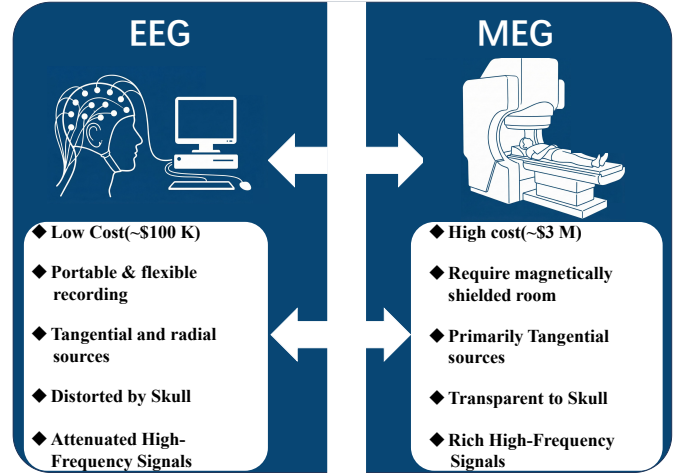 EEG
◆ Low Cost(~$100 K)
◆ Portable & flexible
recording
◆ Tangential and radial
sources
◆ Distorted by Skull
◆ Attenuated High-
Frequency Signals
MEG
◆ High cost(~$3 M)
◆ Require magnetically
shielded room
◆ Primarily Tangential
sources
◆ Transparent to Skull
◆ Rich High-Frequency
Signals